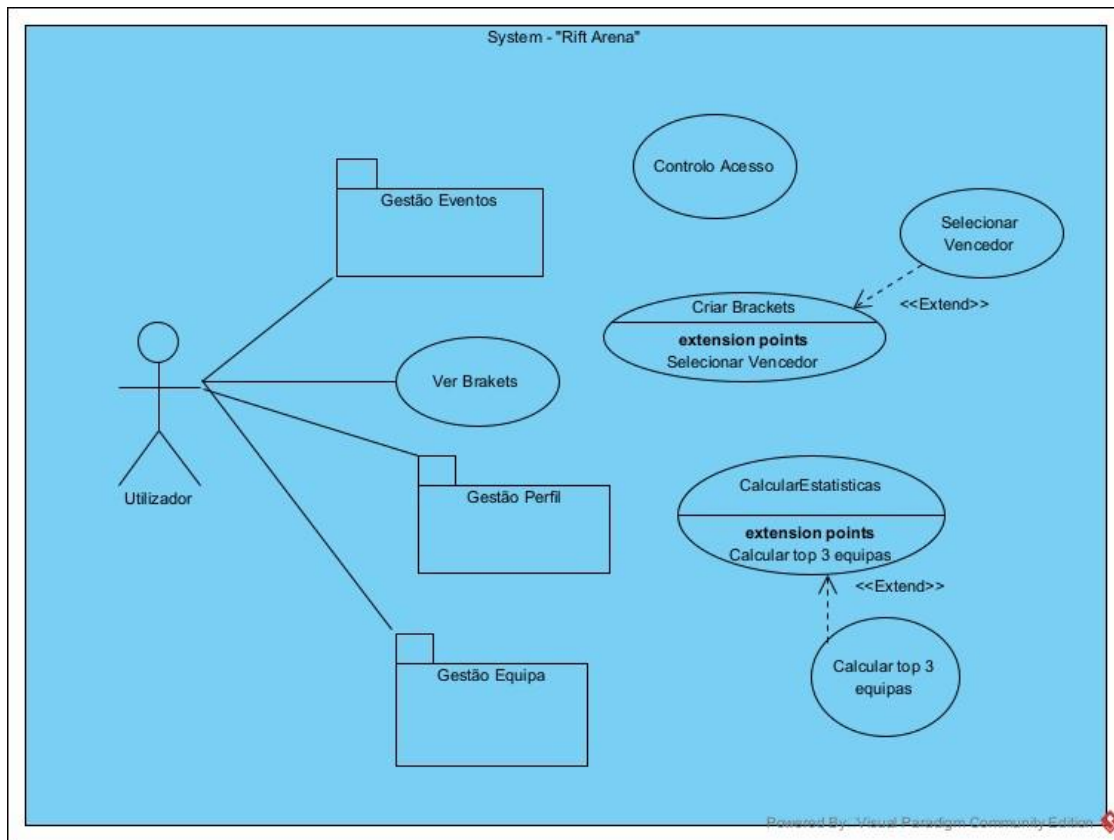 System - "Rift Arena"
Gestão Eventos
Controlo Acesso
Selecionar
Vencedor
<<Extend>>
Criar Brackets
extension points
Selecionar Vencedor
Ver Brakets
Utilizador
Gestão Perfil
CalcularEstatisticas
extension points
Calcular top 3 equipas
<<Extend>>
Gestão Equipa
Calcular top 3
equipas
Powered By: Visual Paradigm Community Edition